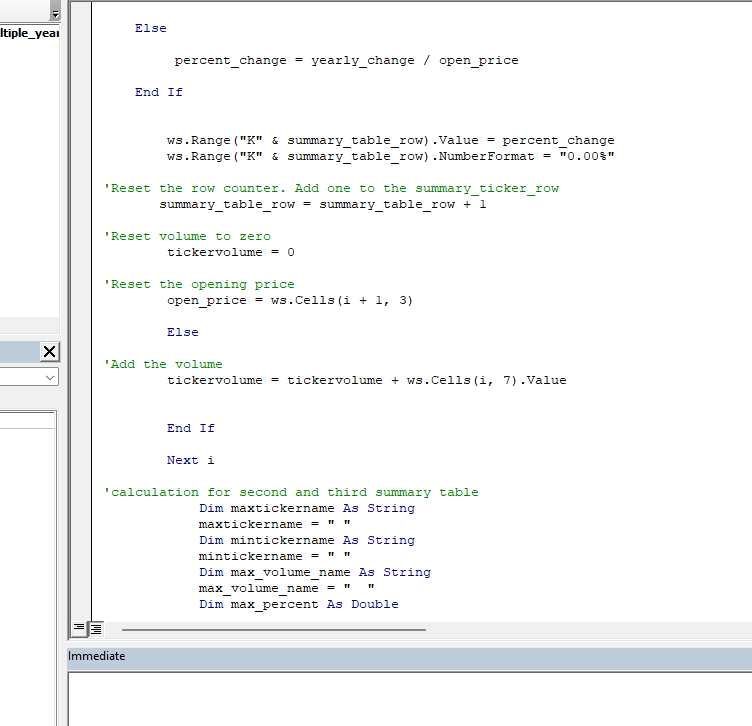 ltiple_year
Else
percent_change = yearly_change / open_price
End If
ws.Range("K" & summary_table_row).Value = percent_change
ws.Range("K" & summary_table_row).NumberFormat = "0.00%"
'Reset the row counter. Add one to the summary_ticker_row
summary_table_row = summary_table_row + 1
'Reset volume to zero
tickervolume = 0
'Reset the opening price
open_price = ws.Cells(i + 1, 3)
Else
'Add the volume
tickervolume = tickervolume + ws.Cells(i, 7).Value
End If
Next i
'calculation for second and third summary table
Dim maxtickername As String
maxtickername = " "
Dim mintickername As String
mintickername = " "
Dim max_volume_name As String
max_volume_name = "  "
Dim max_percent As Double
Immediate